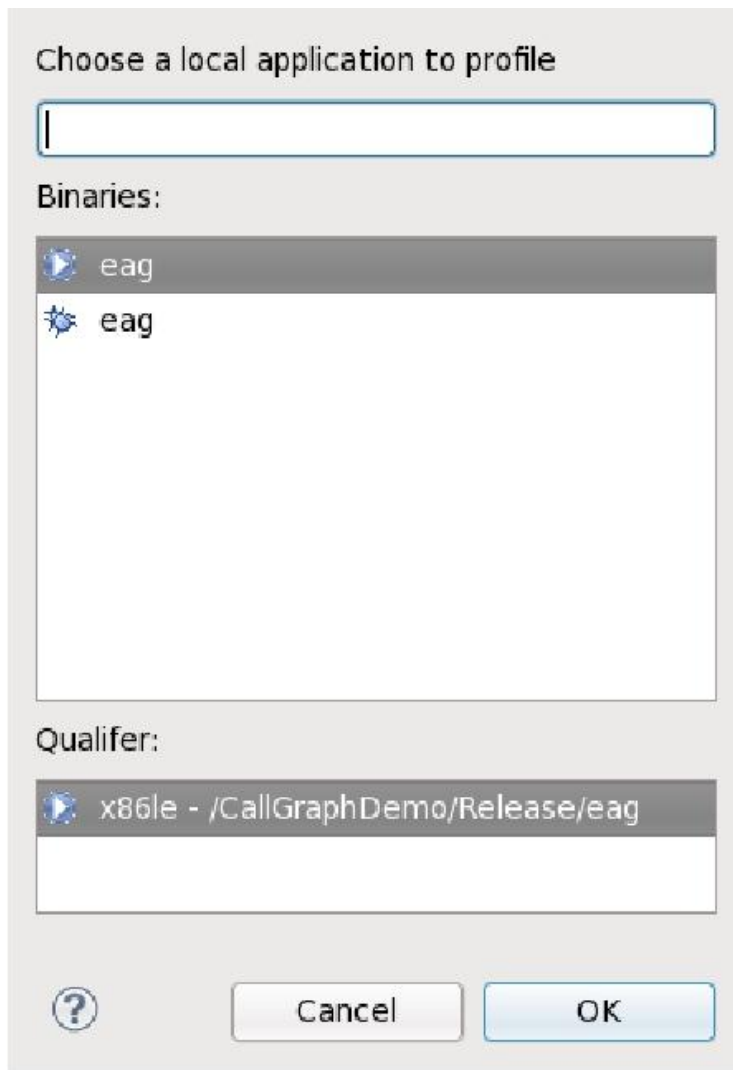 Choose a local application to profile
Binaries:
eag
eag
Qualifer:
x86le - /CallGraphDemo/Release/eag
?
Cancel
OK